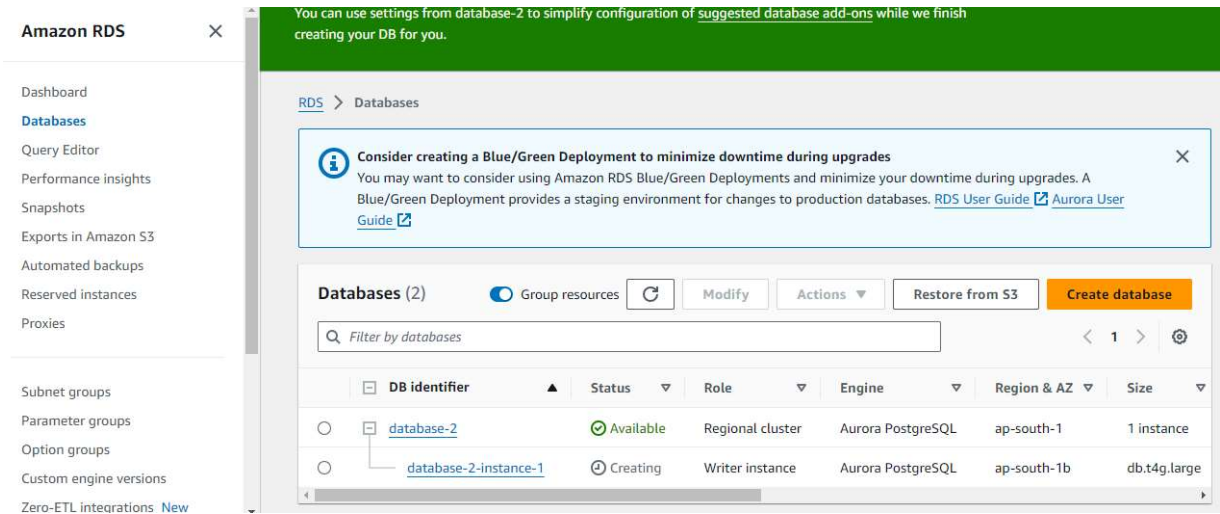 Amazon RDS
Dashboard
Databases
Query Editor
Performance insights
Snapshots
Exports in Amazon S3
Automated backups
Reserved instances
Proxies
Subnet groups
Parameter groups
Option groups
Custom engine versions
Zero-ETL integrations New
You can use settings from database-2 to simplify configuration of suggested database add-ons while we finish
creating your DB for you.
RDS > Databases
Consider creating a Blue/Green Deployment to minimize downtime during upgrades
You may want to consider using Amazon RDS Blue/Green Deployments and minimize your downtime during upgrades. A
Blue/Green Deployment provides a staging environment for changes to production databases. RDS User Guide Aurora User
Guide
Databases (2) Group resources Modify Actions Restore from S3 Create database
Filter by databases 1
DB identifier Status Role Engine Region & AZ Size
database-2 Available Regional cluster Aurora PostgreSQL ap-south-1 1 instance
database-2-instance-1 Creating Writer instance Aurora PostgreSQL ap-south-1b db.t4g.large